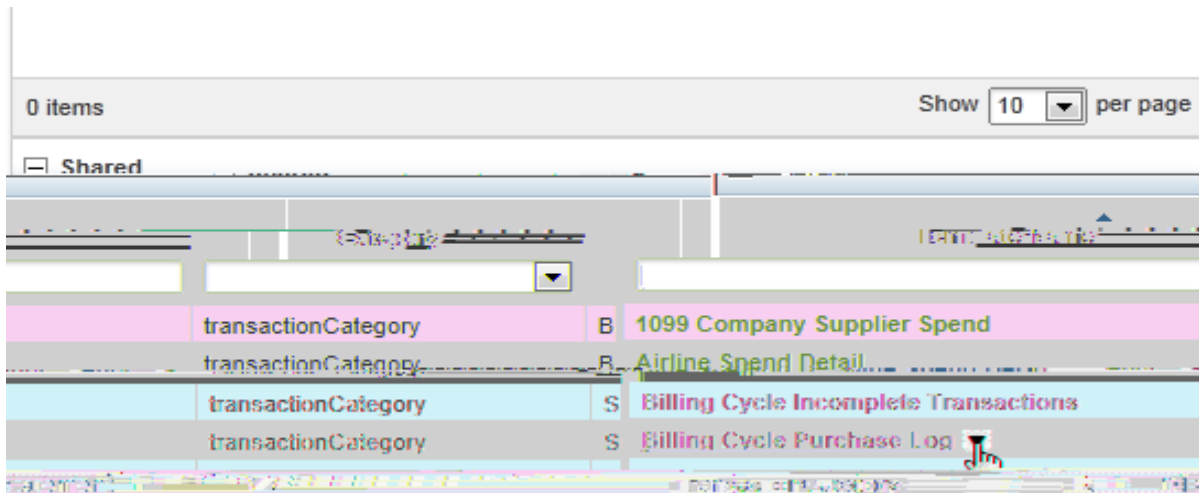 0 items Show 10 per page
Shared
transactionCategory B 1099 Company Supplier Spend
transactionCategory B Airline Spend Detail
transactionCategory S Billing Cycle Incomplete Transactions
transactionCategory S Billing Cycle Purchase Log